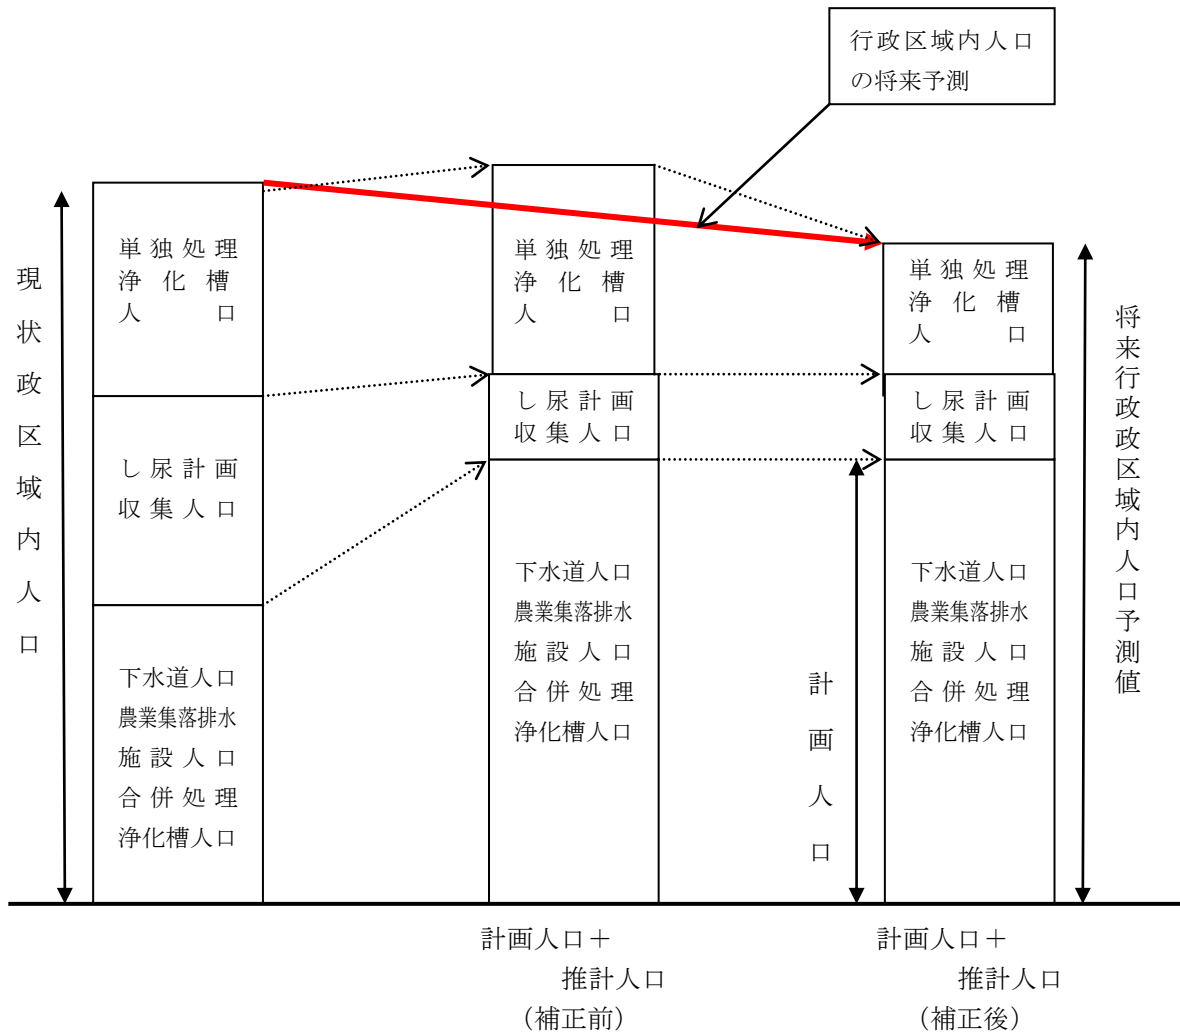 行政区域内人口
の将来予測
現状政区域内人口
単独処理
浄化槽
人口
し尿計画
収集人口
下水道人口
農業集落排水
施設人口
合併処理
浄化槽人口
単独処理
浄化槽
人口
し尿計画
収集人口
下水道人口
農業集落排水
施設人口
合併処理
浄化槽人口
計画人口
単独処理
浄化槽
人口
し尿計画
収集人口
下水道人口
農業集落排水
施設人口
合併処理
浄化槽人口
将来行政政区域内人口予測値
計画人口＋
推計人口
（補正前）
計画人口＋
推計人口
（補正後）